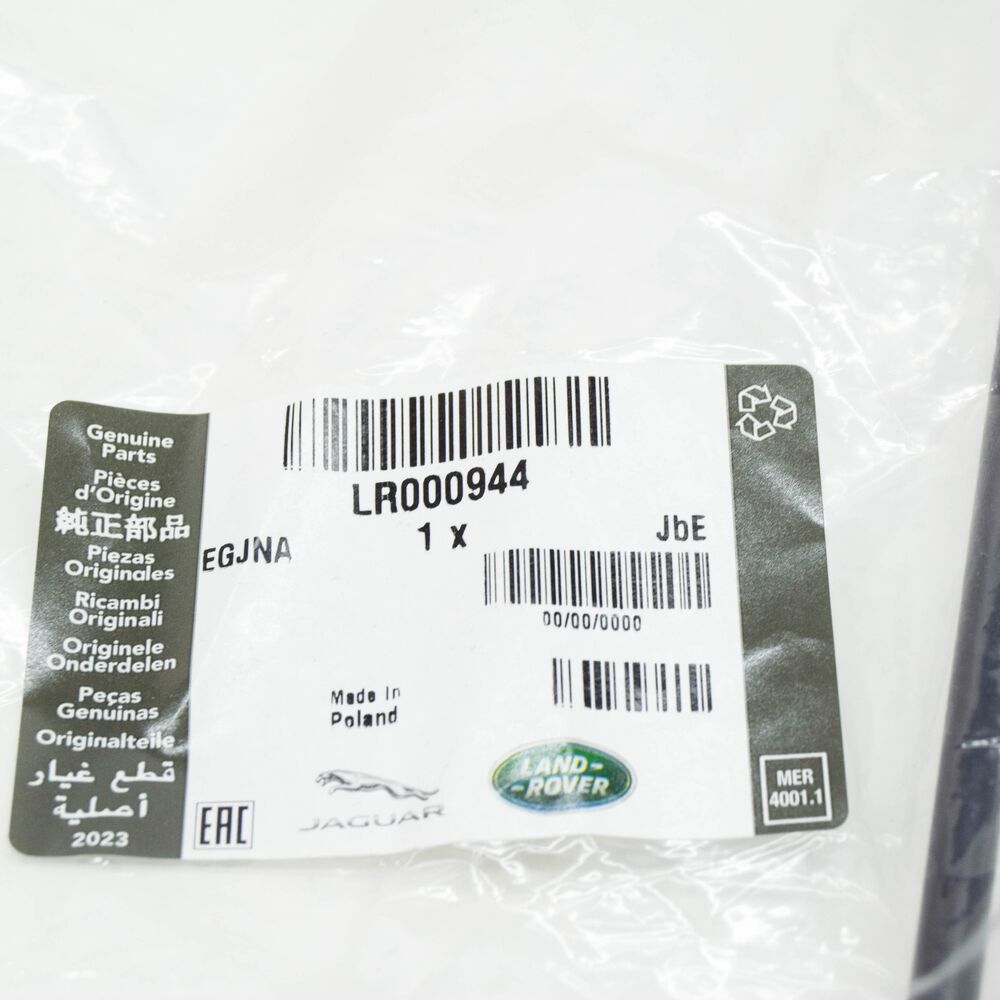 Genuine
Parts
Pièces
d'Origine
純正部品
Piezas
Originales
Ricambi
Originali
Originele
Onderdelen
Peças
Genuínas
Originalteile
قطع غيار
أصلية
2023
LR000944
1 x
JbE
EGJNA
00/00/0000
Made In
Poland
EAC
JAGUAR
LAND-
-ROVER
MER
4001.1